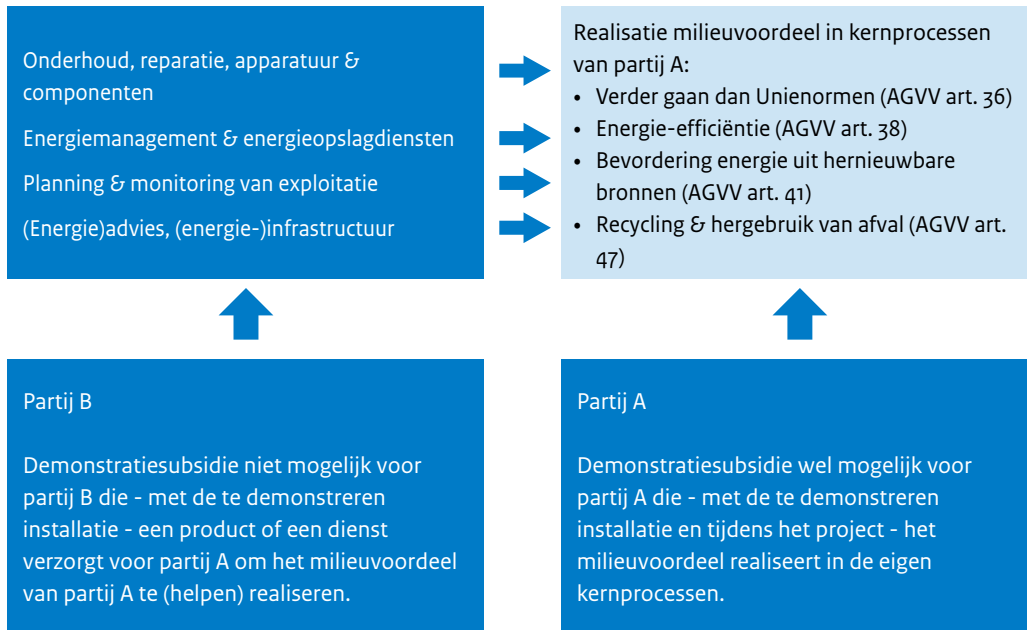 Onderhoud, reparatie, apparatuur &
componenten
Energiemanagement & energieopslagdiensten
Planning & monitoring van exploitatie
(Energie)advies, (energie-)infrastructuur
Realisatie milieuvoordeel in kernprocessen
van partij A:
• Verder gaan dan Unienormen (AGVV art. 36)
• Energie-efficiëntie (AGVV art. 38)
• Bevordering energie uit hernieuwbare
bronnen (AGVV art. 41)
• Recycling & hergebruik van afval (AGVV art.
47)
Partij B
Demonstratiesubsidie niet mogelijk voor
partij B die - met de te demonstreren
installatie - een product of een dienst
verzorgt voor partij A om het milieuvoordeel
van partij A te (helpen) realiseren.
Partij A
Demonstratiesubsidie wel mogelijk voor
partij A die - met de te demonstreren
installatie en tijdens het project - het
milieuvoordeel realiseert in de eigen
kernprocessen.